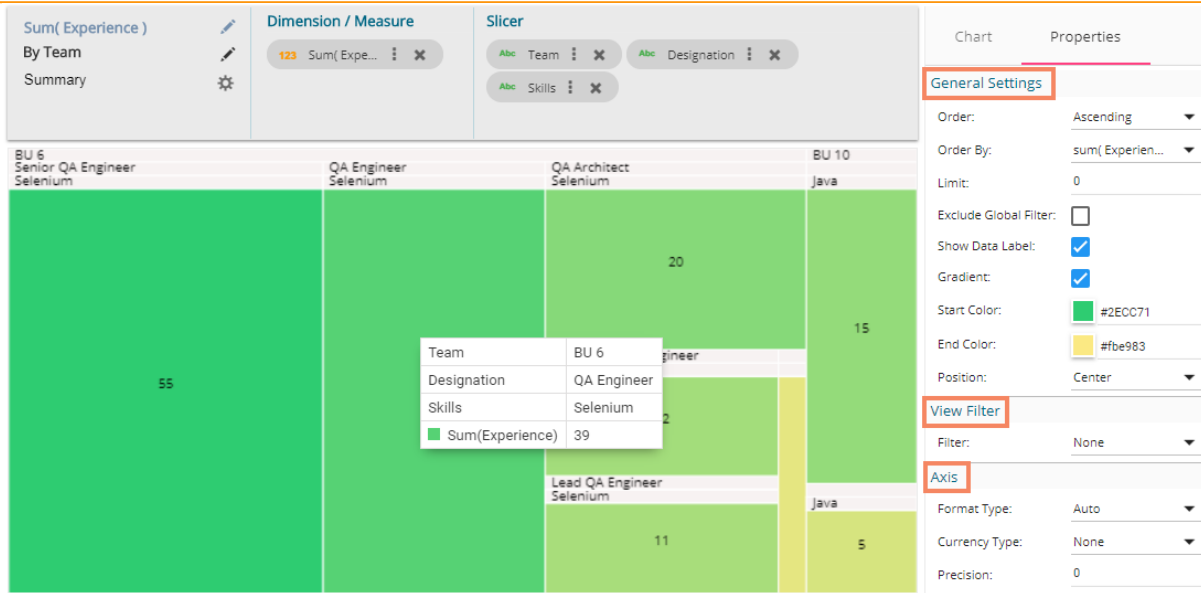 Sum( Experience )
By Team
Summary
Dimension / Measure
123 Sum( Expe...
Slicer
Abc Team
Abc Designation
Abc Skills
Chart Properties
General Settings
Order: Ascending
Order By: sum( Experien...
Limit: 0
Exclude Global Filter:
Show Data Label:
Gradient:
Start Color: #2ECC71
End Color: #fbe983
Position: Center
View Filter
Filter: None
Axis
Format Type: Auto
Currency Type: None
Precision: 0
BU 6
Senior QA Engineer
Selenium
55
QA Engineer
Selenium
QA Architect
Selenium
20
Team BU 6
Designation QA Engineer
Skills Selenium
Sum(Experience) 39
Lead QA Engineer
Selenium
11
BU 10
Java
15
Java
5